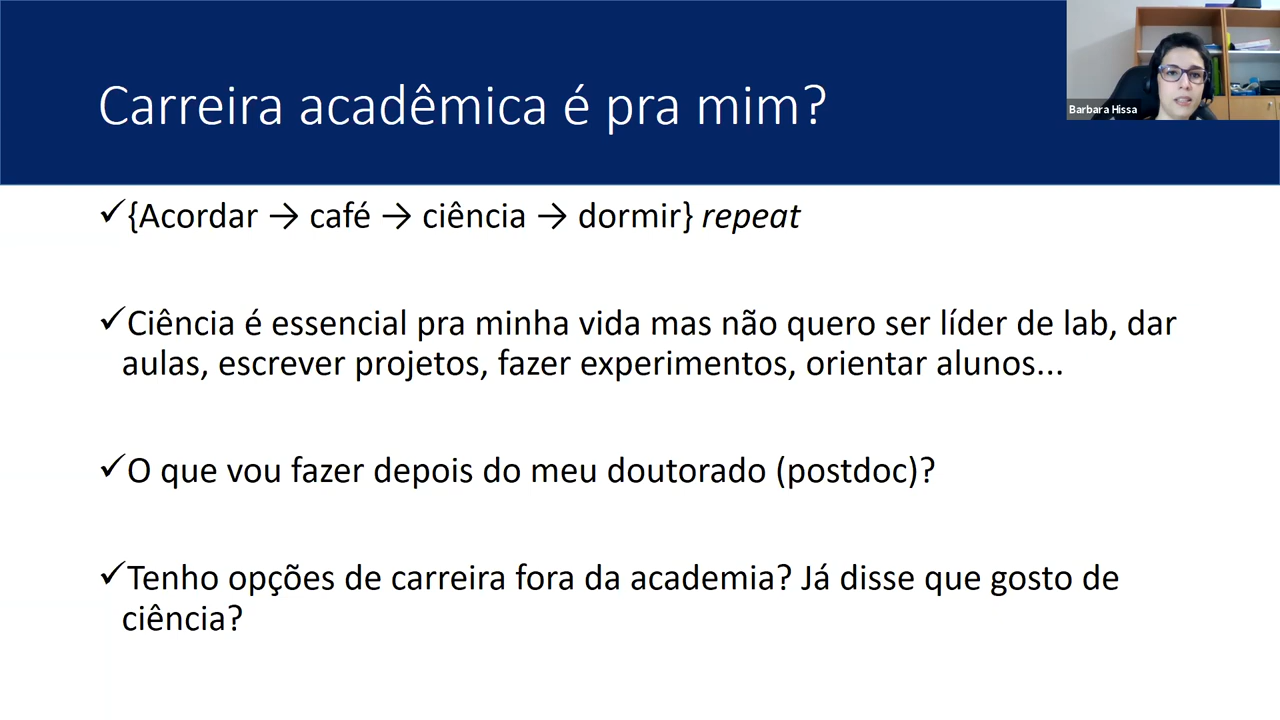 Carreira acadêmica é pra mim?
Barbara Hissa
✓{Acordar → café → ciência → dormir} repeat
✓Ciência é essencial pra minha vida mas não quero ser líder de lab, dar
aulas, escrever projetos, fazer experimentos, orientar alunos...
✓O que vou fazer depois do meu doutorado (postdoc)?
✓Tenho opções de carreira fora da academia? Já disse que gosto de
ciência?